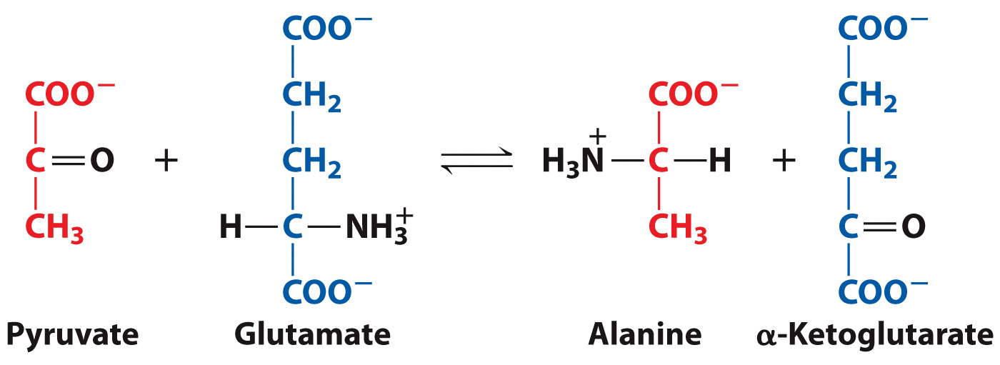 COO⁻ COO⁻
COO⁻ CH₂ COO⁻ CH₂
C=O + CH₂ ⇌ H₃N⁺—C—H + CH₂
CH₃ H—C—NH₃⁺ CH₃ C=O
COO⁻ COO⁻
Pyruvate Glutamate Alanine α-Ketoglutarate